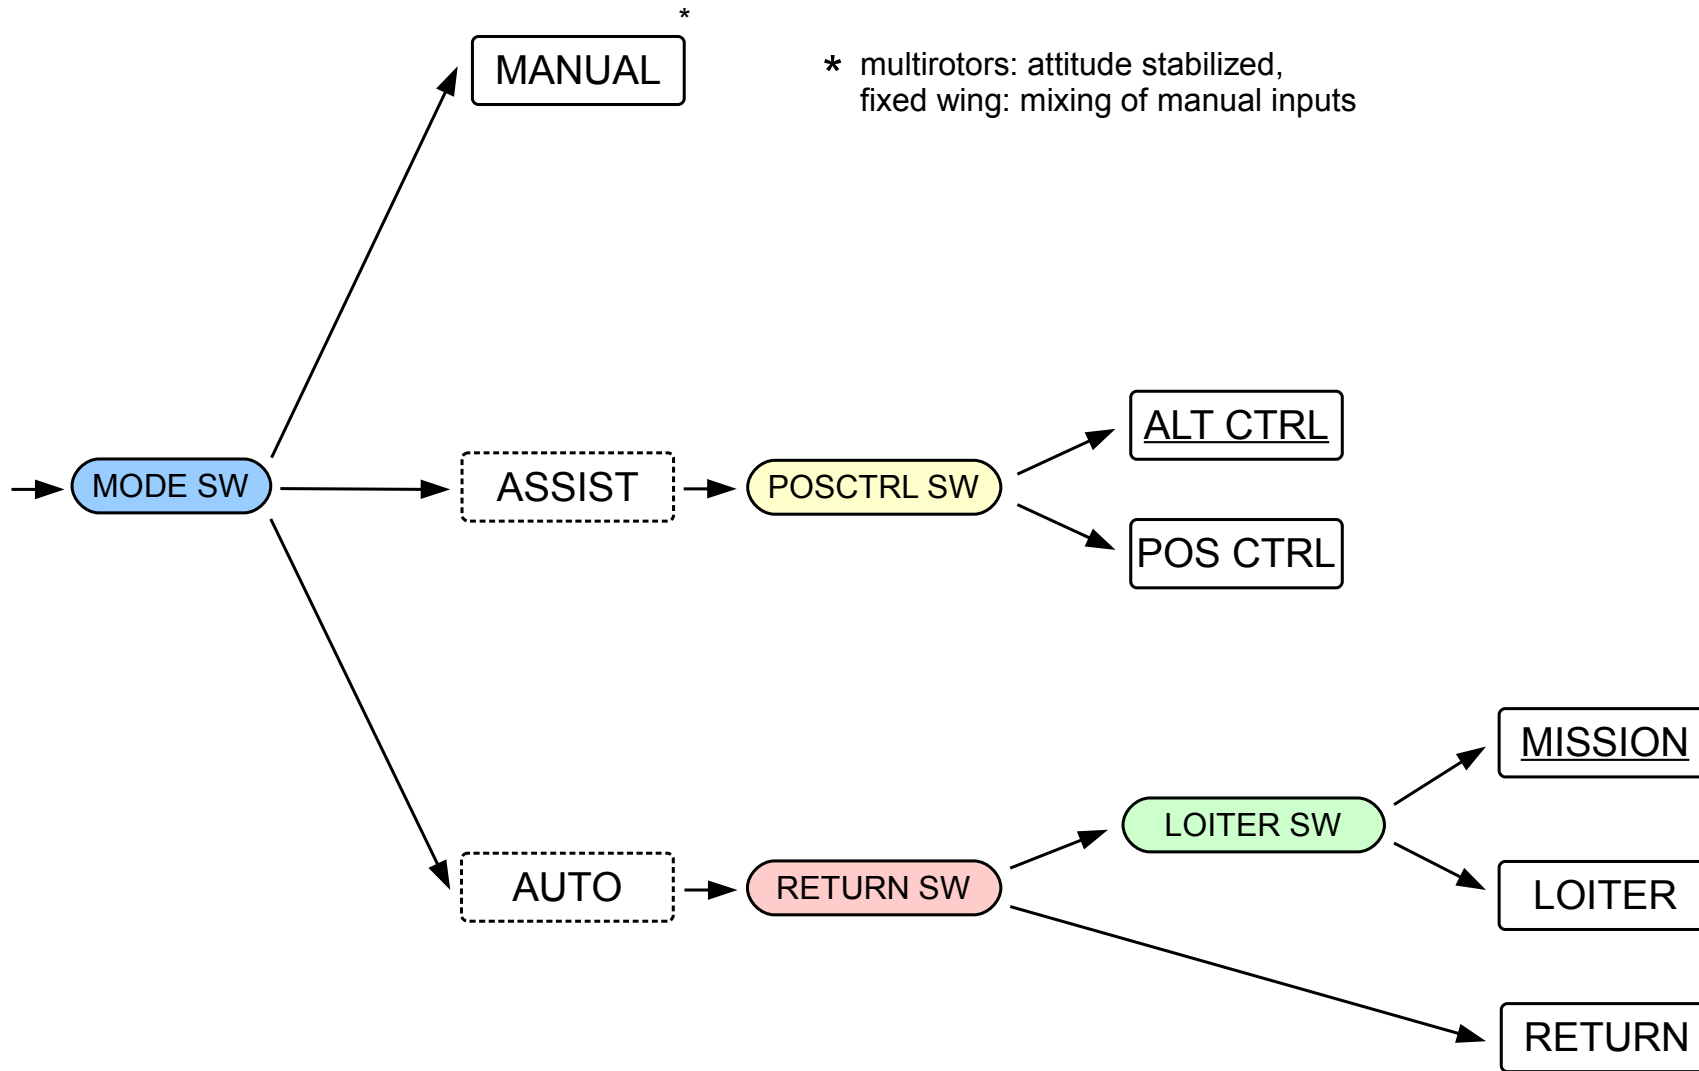 *
MANUAL
* multirotors: attitude stabilized,
fixed wing: mixing of manual inputs
ALT CTRL
MODE SW
ASSIST
POSCTRL SW
POS CTRL
MISSION
LOITER SW
AUTO
RETURN SW
LOITER
RETURN